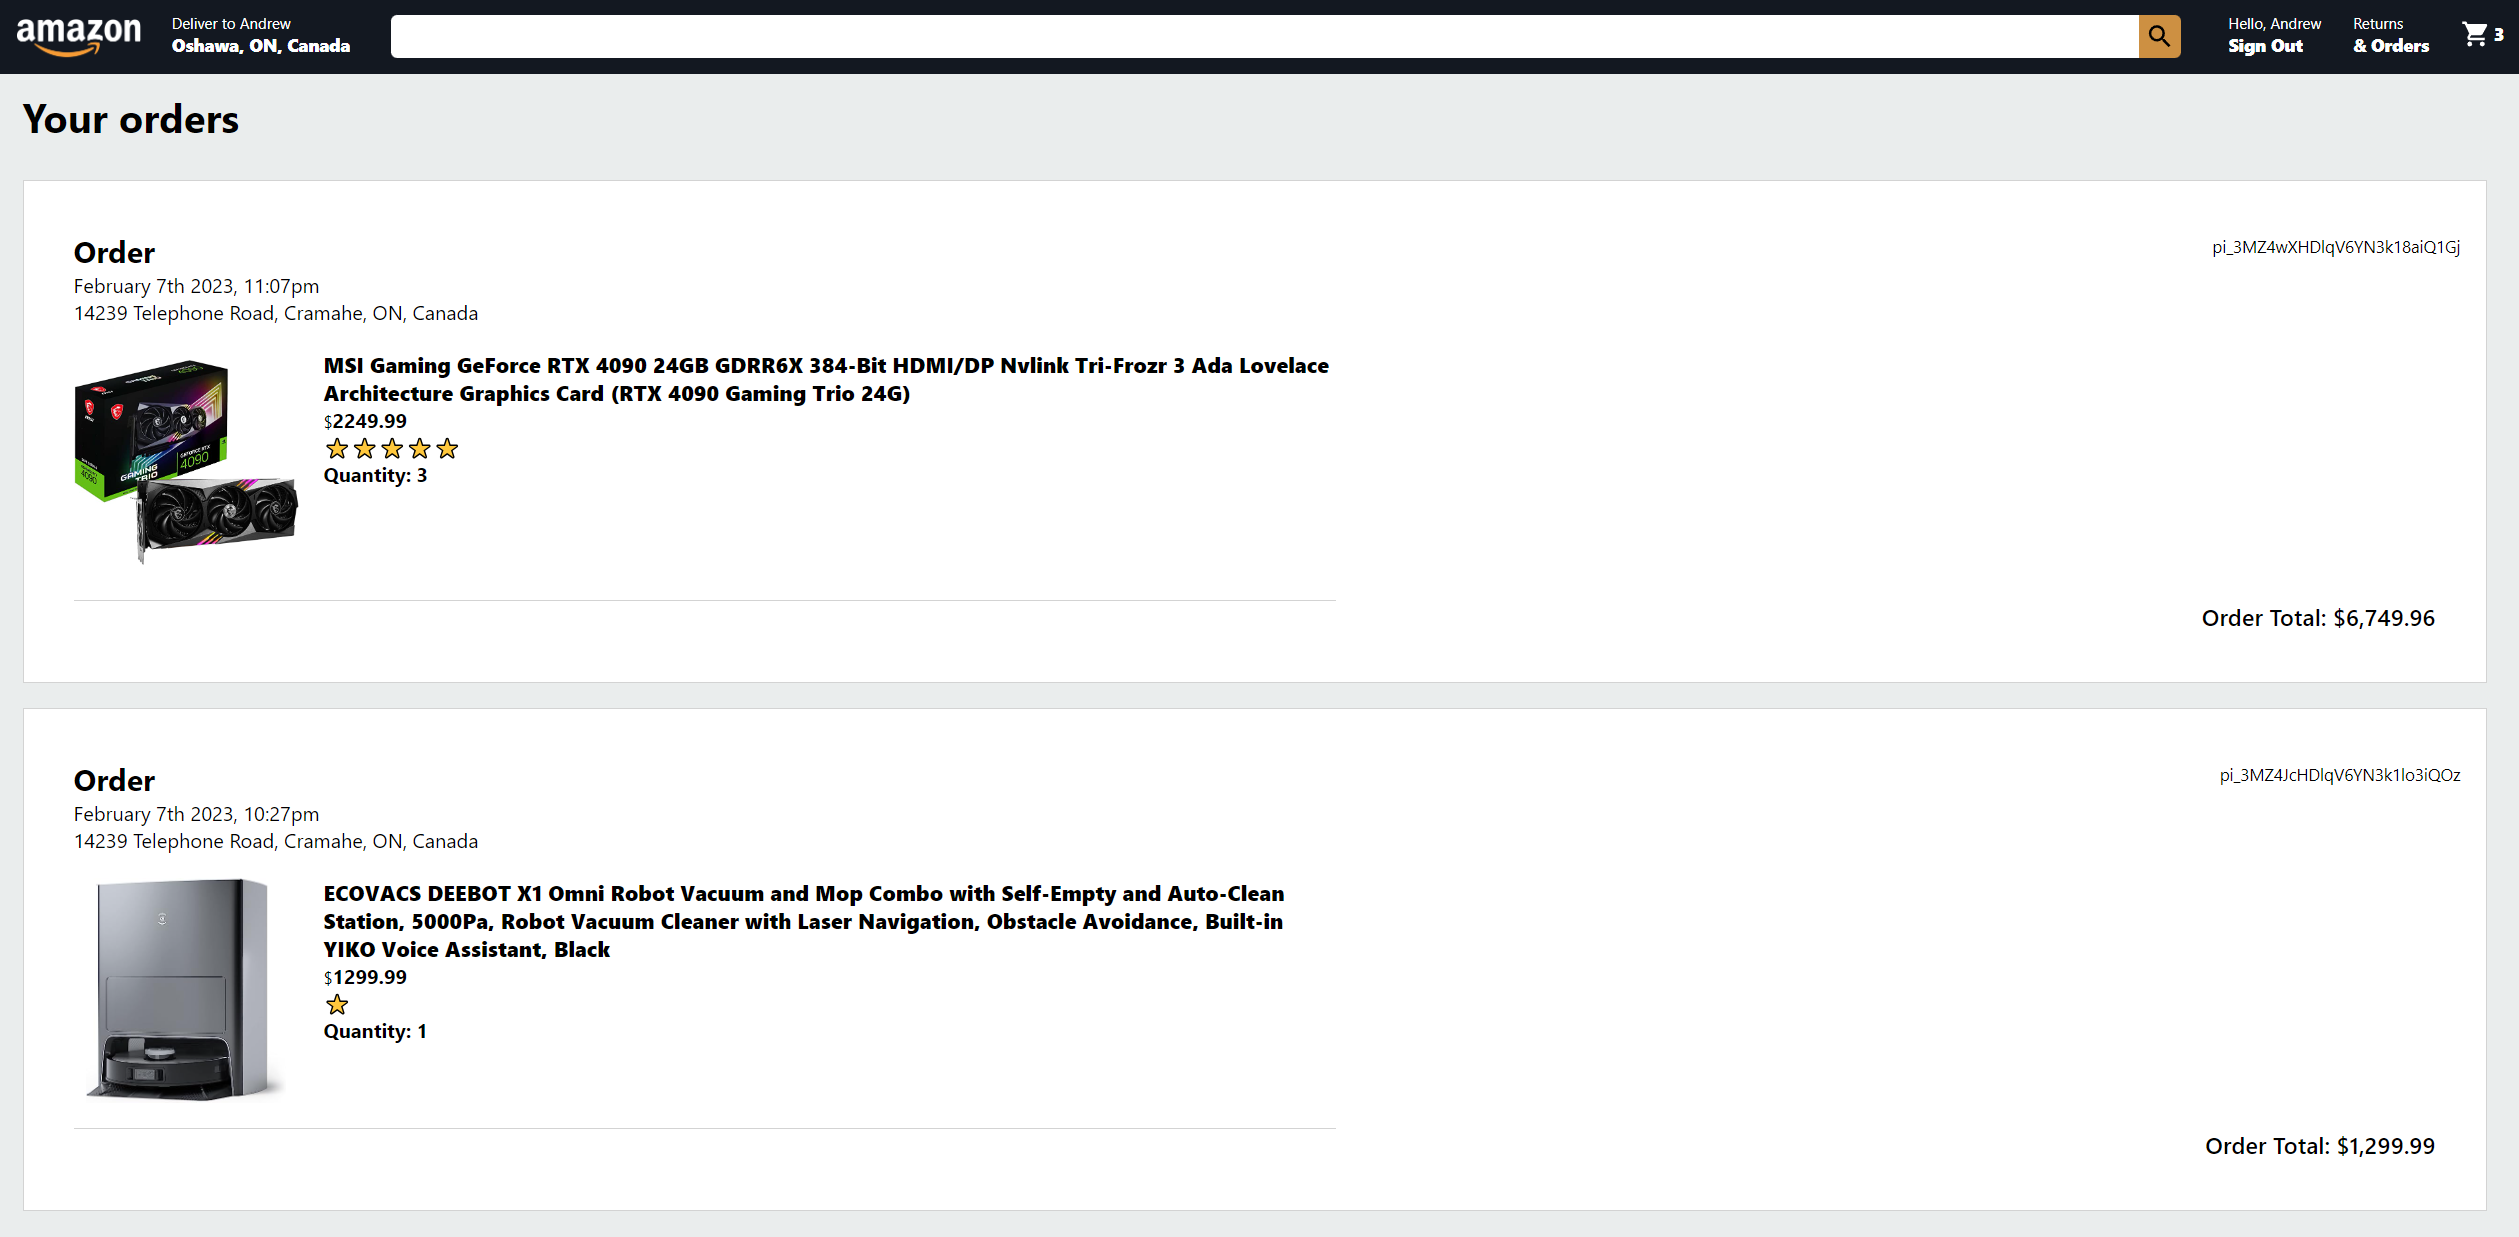 amazon
Deliver to Andrew
Oshawa, ON, Canada
Hello, Andrew
Sign Out
Returns
& Orders
3
Your orders
Order
pi_3MZ4wXHDlqV6YN3k18aiQ1Gj
February 7th 2023, 11:07pm
14239 Telephone Road, Cramahe, ON, Canada
MSI Gaming GeForce RTX 4090 24GB GDRR6X 384-Bit HDMI/DP Nvlink Tri-Frozr 3 Ada Lovelace
Architecture Graphics Card (RTX 4090 Gaming Trio 24G)
$2249.99
Quantity: 3
GAMING
TRIO
GEFORCE RTX
4090
4090
Order Total: $6,749.96
Order
pi_3MZ4JcHDlqV6YN3k1lo3iQOz
February 7th 2023, 10:27pm
14239 Telephone Road, Cramahe, ON, Canada
ECOVACS DEEBOT X1 Omni Robot Vacuum and Mop Combo with Self-Empty and Auto-Clean
Station, 5000Pa, Robot Vacuum Cleaner with Laser Navigation, Obstacle Avoidance, Built-in
YIKO Voice Assistant, Black
$1299.99
Quantity: 1
Order Total: $1,299.99